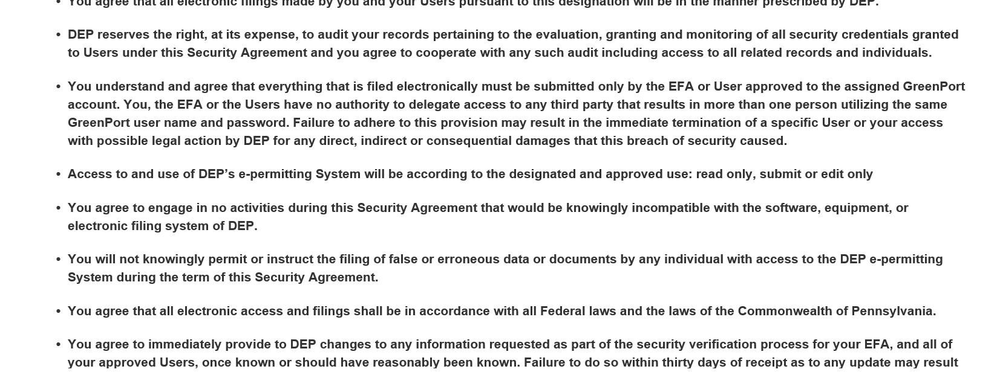 • You agree that all electronic filings made by you and your Users pursuant to this designation will be in the manner prescribed by DEP.
• DEP reserves the right, at its expense, to audit your records pertaining to the evaluation, granting and monitoring of all security credentials granted
to Users under this Security Agreement and you agree to cooperate with any such audit including access to all related records and individuals.
• You understand and agree that everything that is filed electronically must be submitted only by the EFA or User approved to the assigned GreenPort
account. You, the EFA or the Users have no authority to delegate access to any third party that results in more than one person utilizing the same
GreenPort user name and password. Failure to adhere to this provision may result in the immediate termination of a specific User or your access
with possible legal action by DEP for any direct, indirect or consequential damages that this breach of security caused.
• Access to and use of DEP’s e-permitting System will be according to the designated and approved use: read only, submit or edit only
• You agree to engage in no activities during this Security Agreement that would be knowingly incompatible with the software, equipment, or
electronic filing system of DEP.
• You will not knowingly permit or instruct the filing of false or erroneous data or documents by any individual with access to the DEP e-permitting
System during the term of this Security Agreement.
• You agree that all electronic access and filings shall be in accordance with all Federal laws and the laws of the Commonwealth of Pennsylvania.
• You agree to immediately provide to DEP changes to any information requested as part of the security verification process for your EFA, and all of
your approved Users, once known or should have reasonably been known. Failure to do so within thirty days of receipt as to any update may result